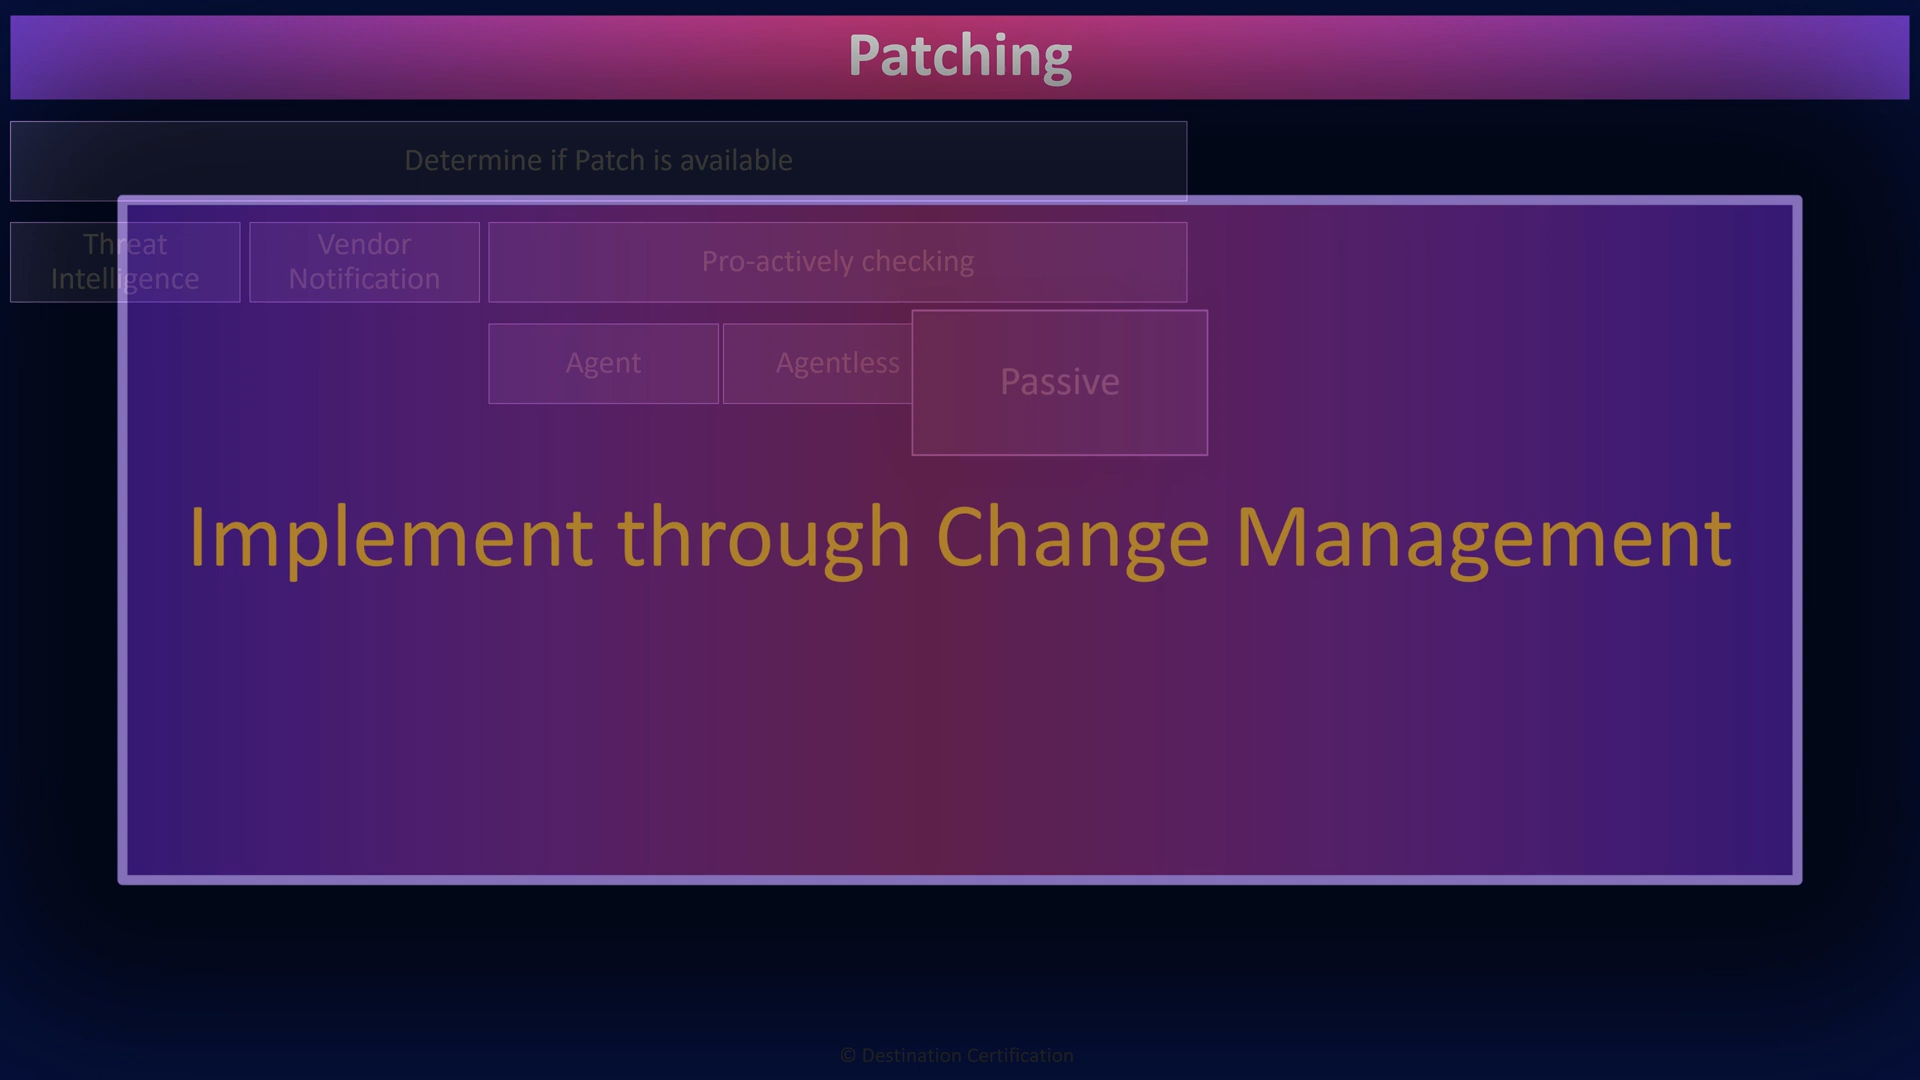 Patching
Determine if Patch is available
Threat
Intelligence
Vendor
Notification
Pro-actively checking
Agent
Agentless
Passive
Implement through Change Management
© Destination Certification